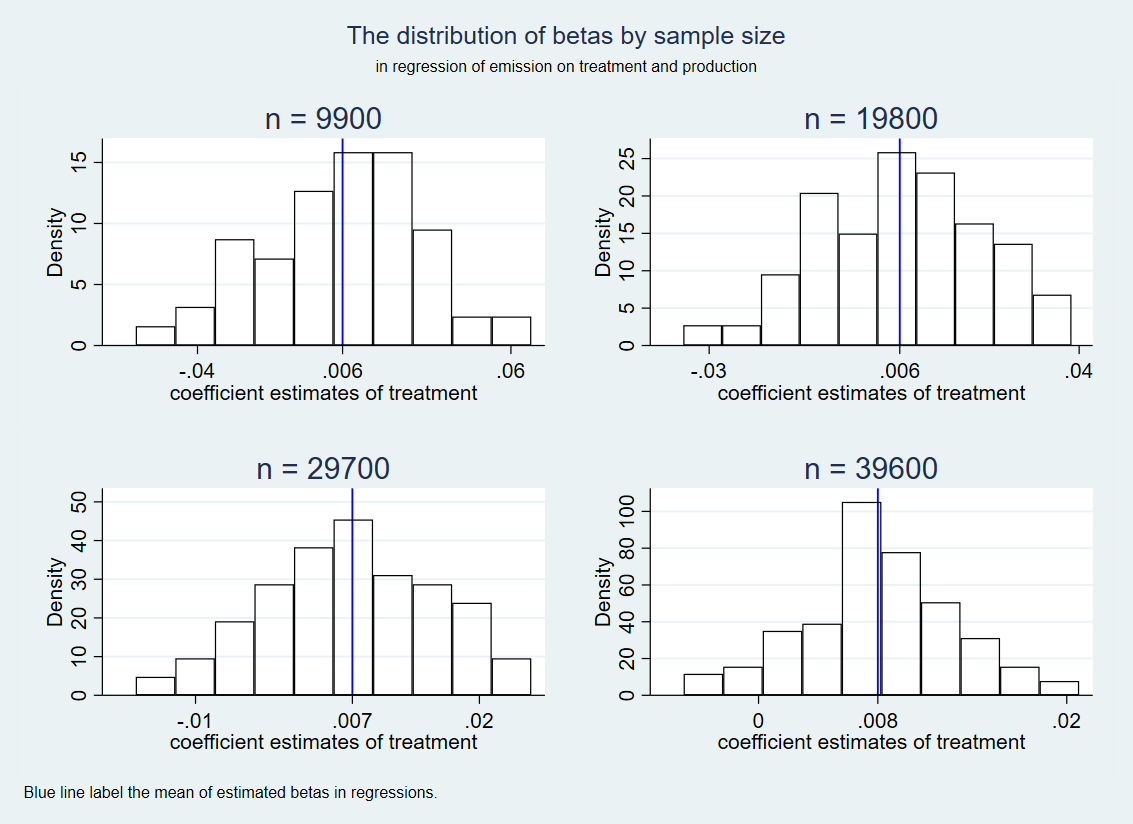 The distribution of betas by sample size
in regression of emission on treatment and production
n = 9900
Density
15
10
5
0
-.04 .006 .06
coefficient estimates of treatment
n = 19800
Density
25
20
15
10
5
0
-.03 .006 .04
coefficient estimates of treatment
n = 29700
Density
50
40
30
20
10
0
-.01 .007 .02
coefficient estimates of treatment
n = 39600
Density
100
80
60
40
20
0
0 .008 .02
coefficient estimates of treatment
Blue line label the mean of estimated betas in regressions.